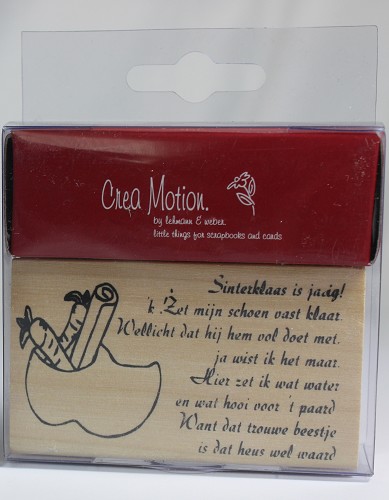 Crea Motion.
by lehmann & weber
little things for scrapbooks and cards
Sinterklaas is jarig!
'k Zet mijn schoen vast klaar.
Wellicht dat hij hem vol doet met.
ja wist ik het maar.
Hier zet ik wat water
en wat hooi voor 't paard
Want dat trouwe beestje
is dat heus wel waard